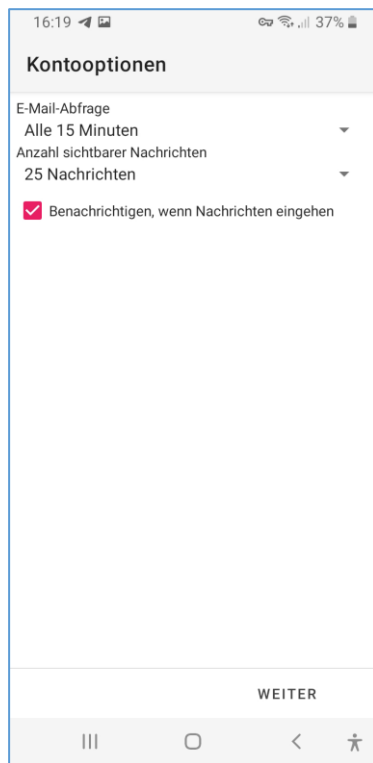 16:19 37%
Kontooptionen
E-Mail-Abfrage
Alle 15 Minuten
Anzahl sichtbarer Nachrichten
25 Nachrichten
Benachrichtigen, wenn Nachrichten eingehen
WEITER